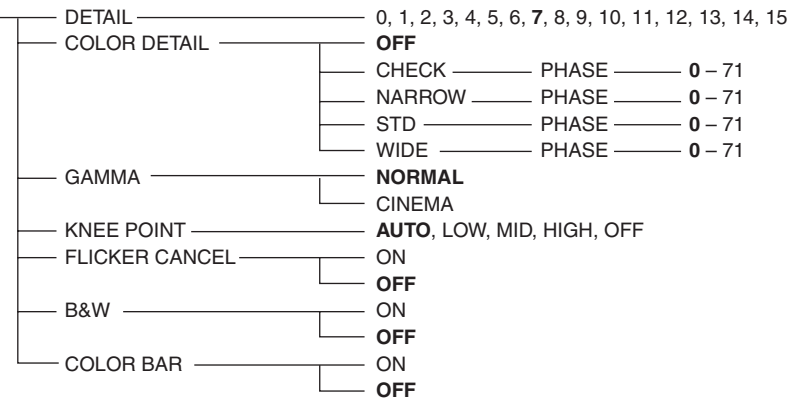 DETAIL 0, 1, 2, 3, 4, 5, 6, 7, 8, 9, 10, 11, 12, 13, 14, 15
COLOR DETAIL OFF
CHECK PHASE 0 – 71
NARROW PHASE 0 – 71
STD PHASE 0 – 71
WIDE PHASE 0 – 71
GAMMA NORMAL
CINEMA
KNEE POINT AUTO, LOW, MID, HIGH, OFF
FLICKER CANCEL ON
OFF
B&W ON
OFF
COLOR BAR ON
OFF